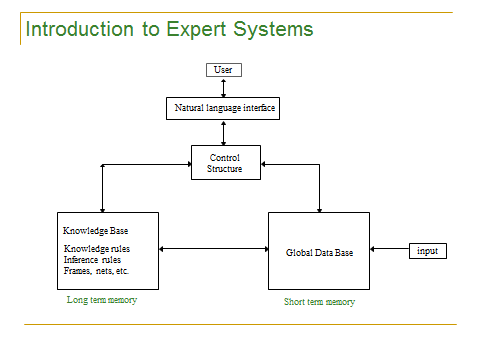 Introduction to Expert Systems
User
Natural language interface
Control
Structure
Knowledge Base
Knowledge rules
Inference rules
Frames, nets, etc.
Global Data Base
input
Long term memory
Short term memory